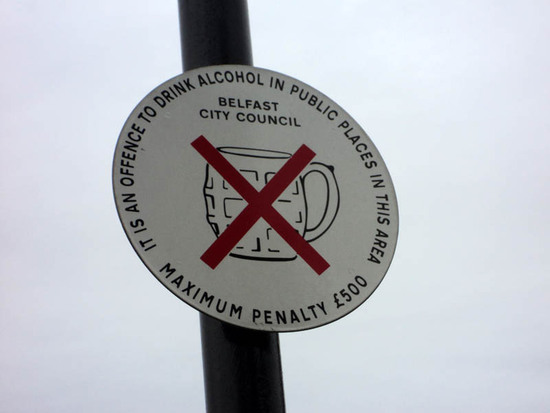 IT IS AN OFFENCE TO DRINK ALCOHOL IN PUBLIC PLACES IN THIS AREA
BELFAST
CITY COUNCIL
MAXIMUM PENALTY £500